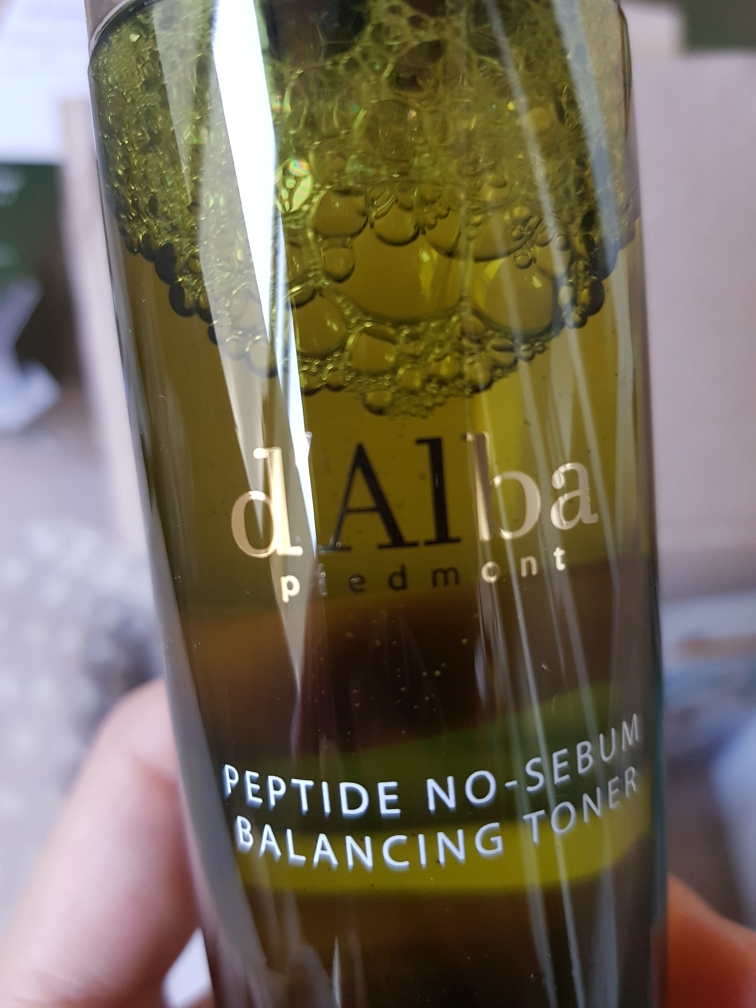 d'Alba
piedmont
PEPTIDE NO-SEBUM
BALANCING TONER